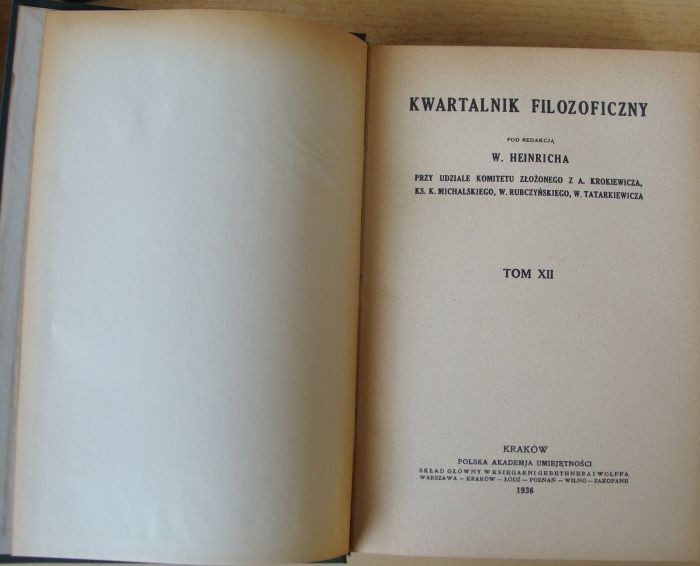 KWARTALNIK FILOZOFICZNY
POD REDAKCJĄ
W. HEINRICHA
PRZY UDZIALE KOMITETU ZŁOŻONEGO Z A. KROKIEWICZA,
KS. K. MICHALSKIEGO, W. RUBCZYŃSKIEGO, W. TATARKIEWICZA
TOM XII
KRAKÓW
POLSKA AKADEMJA UMIEJĘTNOŚCI
SKŁAD GŁÓWNY W KSIĘGARNI GEBETHNERA I WOLFFA
WARSZAWA – KRAKÓW – ŁÓDŹ – POZNAŃ – WILNO – ZAKOPANE
1936